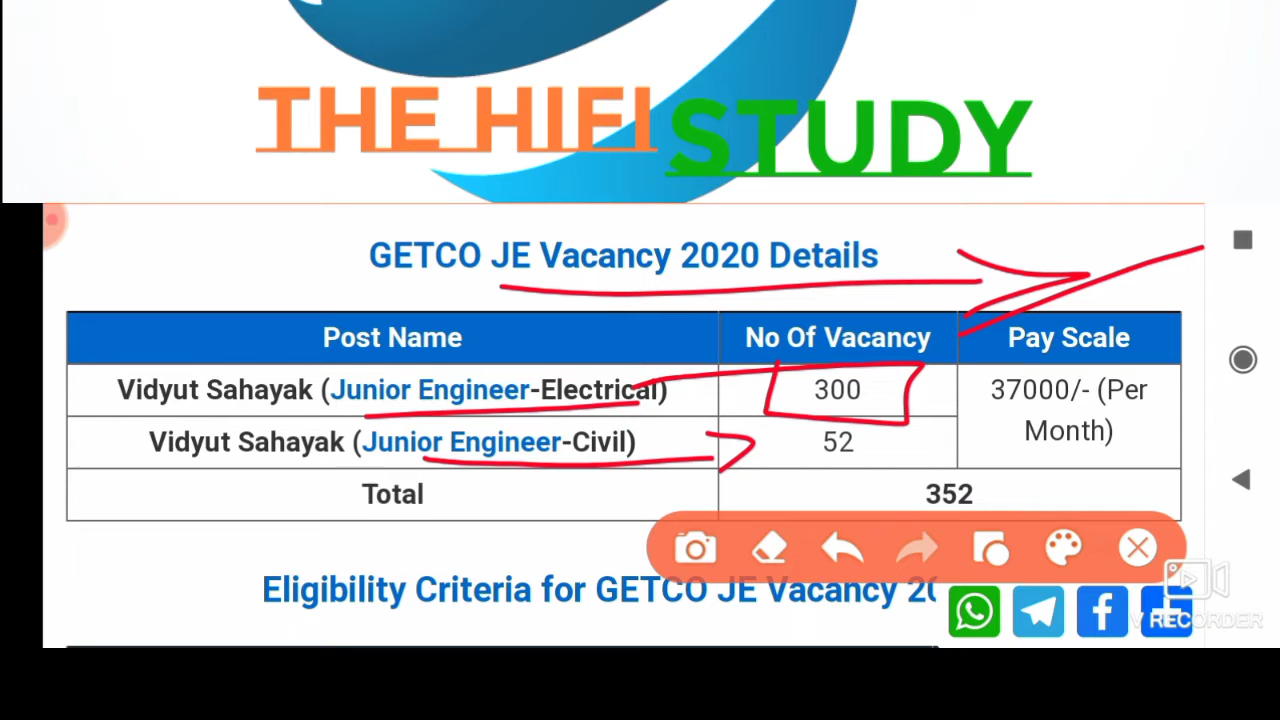 THE HIFI STUDY
GETCO JE Vacancy 2020 Details
Post Name No Of Vacancy Pay Scale
Vidyut Sahayak (Junior Engineer-Electrical) 300 37000/- (Per
Month)
Vidyut Sahayak (Junior Engineer-Civil) 52
Total 352
Eligibility Criteria for GETCO JE Vacancy
V RECORDER